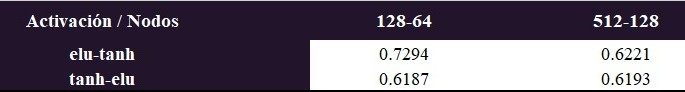 Activación / Nodos 128-64 512-128
elu-tanh 0.7294 0.6221
tanh-elu 0.6187 0.6193